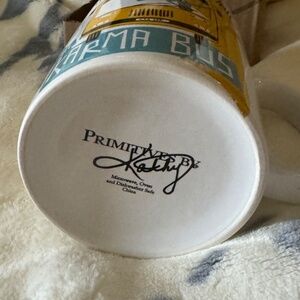 KARMA BUS
PRIMITIVES BY
Kathy
Microwave, Oven
and Dishwasher Safe
China